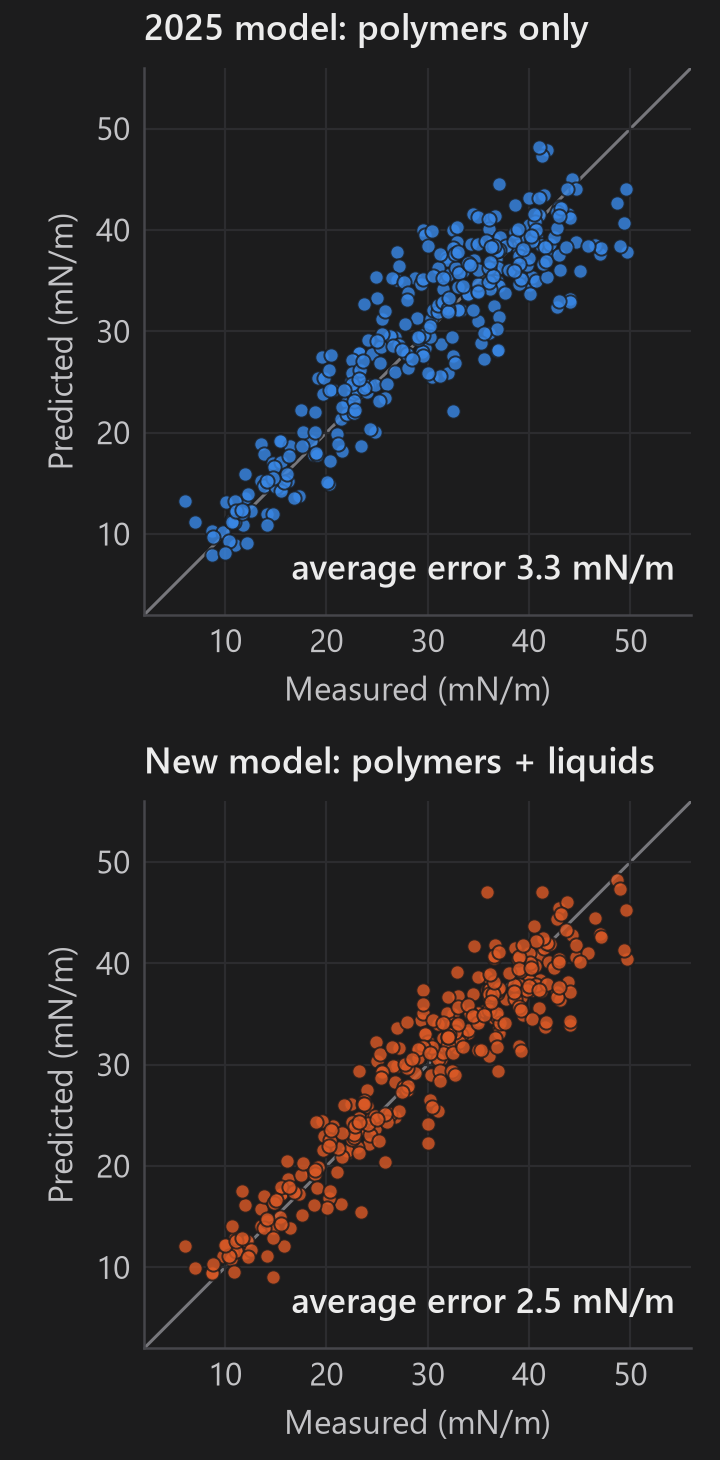 2025 model: polymers only
50
40
30
20
10
Predicted (mN/m)
average error 3.3 mN/m
10 20 30 40 50
Measured (mN/m)
New model: polymers + liquids
50
40
30
20
10
Predicted (mN/m)
average error 2.5 mN/m
10 20 30 40 50
Measured (mN/m)